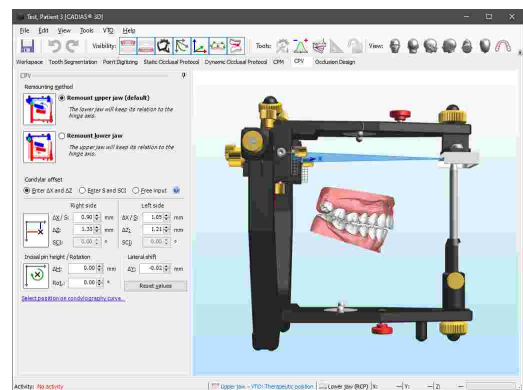 Test, Patient 3 [CADIAS® 3D]
File Edit View Tools VTO Help
Visibility: Tools: View:
Workspace Tooth Segmentation Point Digitizing Static Occlusal Protocol Dynamic Occlusal Protocol CPM CPV Occlusion Design
CPV
Remounting method
Remount upper jaw (default)
The lower jaw will keep its relation to the
hinge axis.
Remount lower jaw
The upper jaw will keep its relation to the
hinge axis.
Condylar offset
Enter ΔX and ΔZ Enter S and SCI Free input
Right side Left side
ΔX / S: 0.90 mm ΔX / S: 1.05 mm
ΔZ: 1.33 mm ΔZ: 1.21 mm
SCI: 0.00 ° SCI: 0.00 °
Incisal pin height / Rotation Lateral shift
ΔH: 0.00 mm ΔY: -0.02 mm
Rot.: 0.00 ° Reset values
Select position on condylography curve...
Activity: No activity Upper jaw - VTO: Therapeutic position Lower jaw (RCP) X: — Y: — Z: —